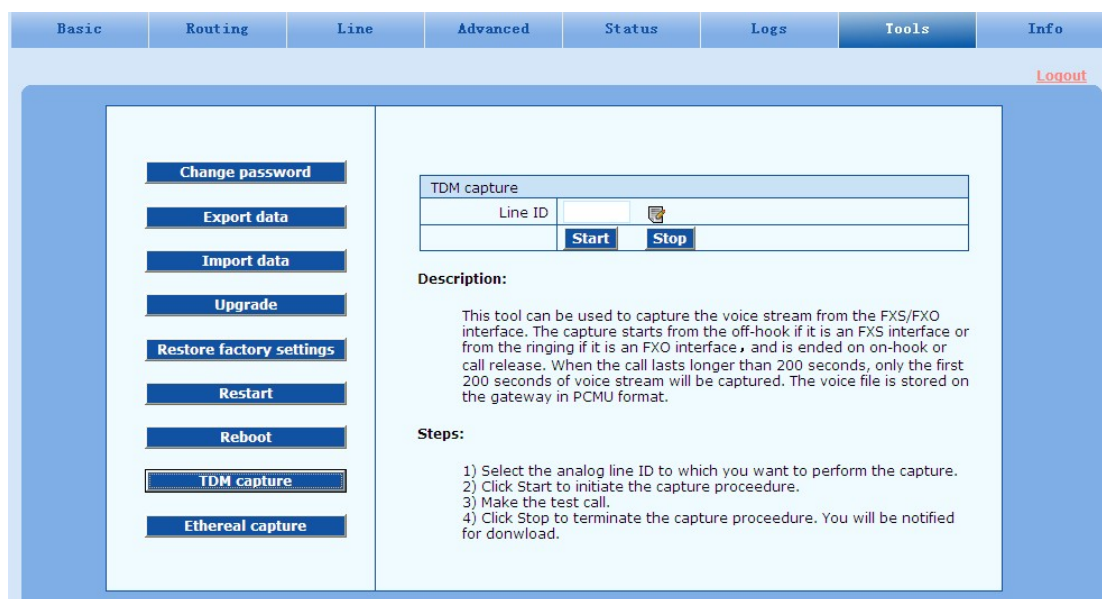 Basic Routing Line Advanced Status Logs Tools Info
Logout
Change password
Export data
Import data
Upgrade
Restore factory settings
Restart
Reboot
TDM capture
Ethereal capture
TDM capture
Line ID
Start Stop
Description:
This tool can be used to capture the voice stream from the FXS/FXO
interface. The capture starts from the off-hook if it is an FXS interface or
from the ringing if it is an FXO interface, and is ended on on-hook or
call release. When the call lasts longer than 200 seconds, only the first
200 seconds of voice stream will be captured. The voice file is stored on
the gateway in PCMU format.
Steps:
1) Select the analog line ID to which you want to perform the capture.
2) Click Start to initiate the capture proceedure.
3) Make the test call.
4) Click Stop to terminate the capture proceedure. You will be notified
for donwload.